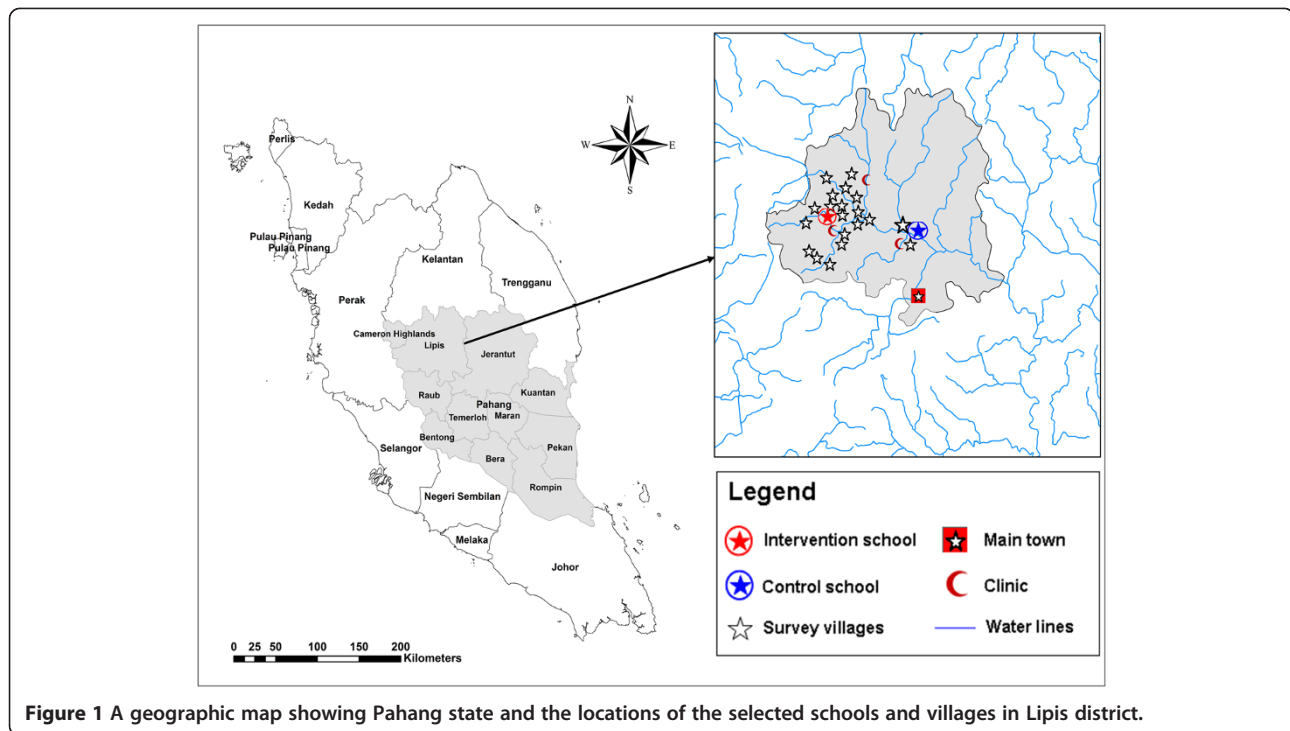 N
W E
S
Perlis
Kedah
Pulau Pinang
Pulau Pinang
Kelantan
Trengganu
Perak
Cameron Highlands
Lipis
Jerantut
Raub
Kuantan
Pahang
Temerloh
Maran
Bentong
Pekan
Selangor
Bera
Rompin
Negeri Sembilan
Melaka
Johor
0 25 50 100 150 200
Kilometers
Legend
Intervention school
Main town
Control school
Clinic
Survey villages
Water lines
Figure 1 A geographic map showing Pahang state and the locations of the selected schools and villages in Lipis district.